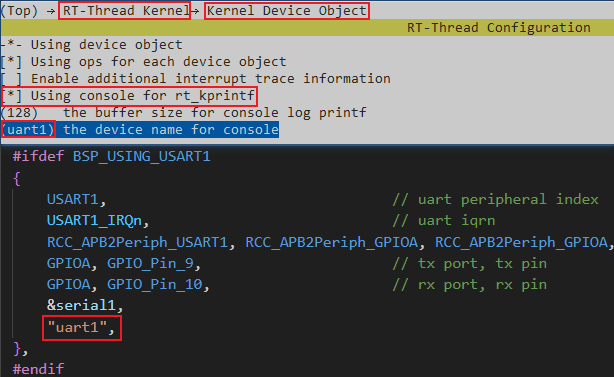 (Top) → RT-Thread Kernel→ Kernel Device Object
RT-Thread Configuration
-*- Using device object
[*] Using ops for each device object
[ ] Enable additional interrupt trace information
[*] Using console for rt_kprintf
(128)   the buffer size for console log printf
(uart1) the device name for console
#ifdef BSP_USING_USART1
{
USART1, // uart peripheral index
USART1_IRQn, // uart iqrn
RCC_APB2Periph_USART1, RCC_APB2Periph_GPIOA, RCC_APB2Periph_GPIOA,
GPIOA, GPIO_Pin_9, // tx port, tx pin
GPIOA, GPIO_Pin_10, // rx port, rx pin
&serial1,
"uart1",
},
#endif